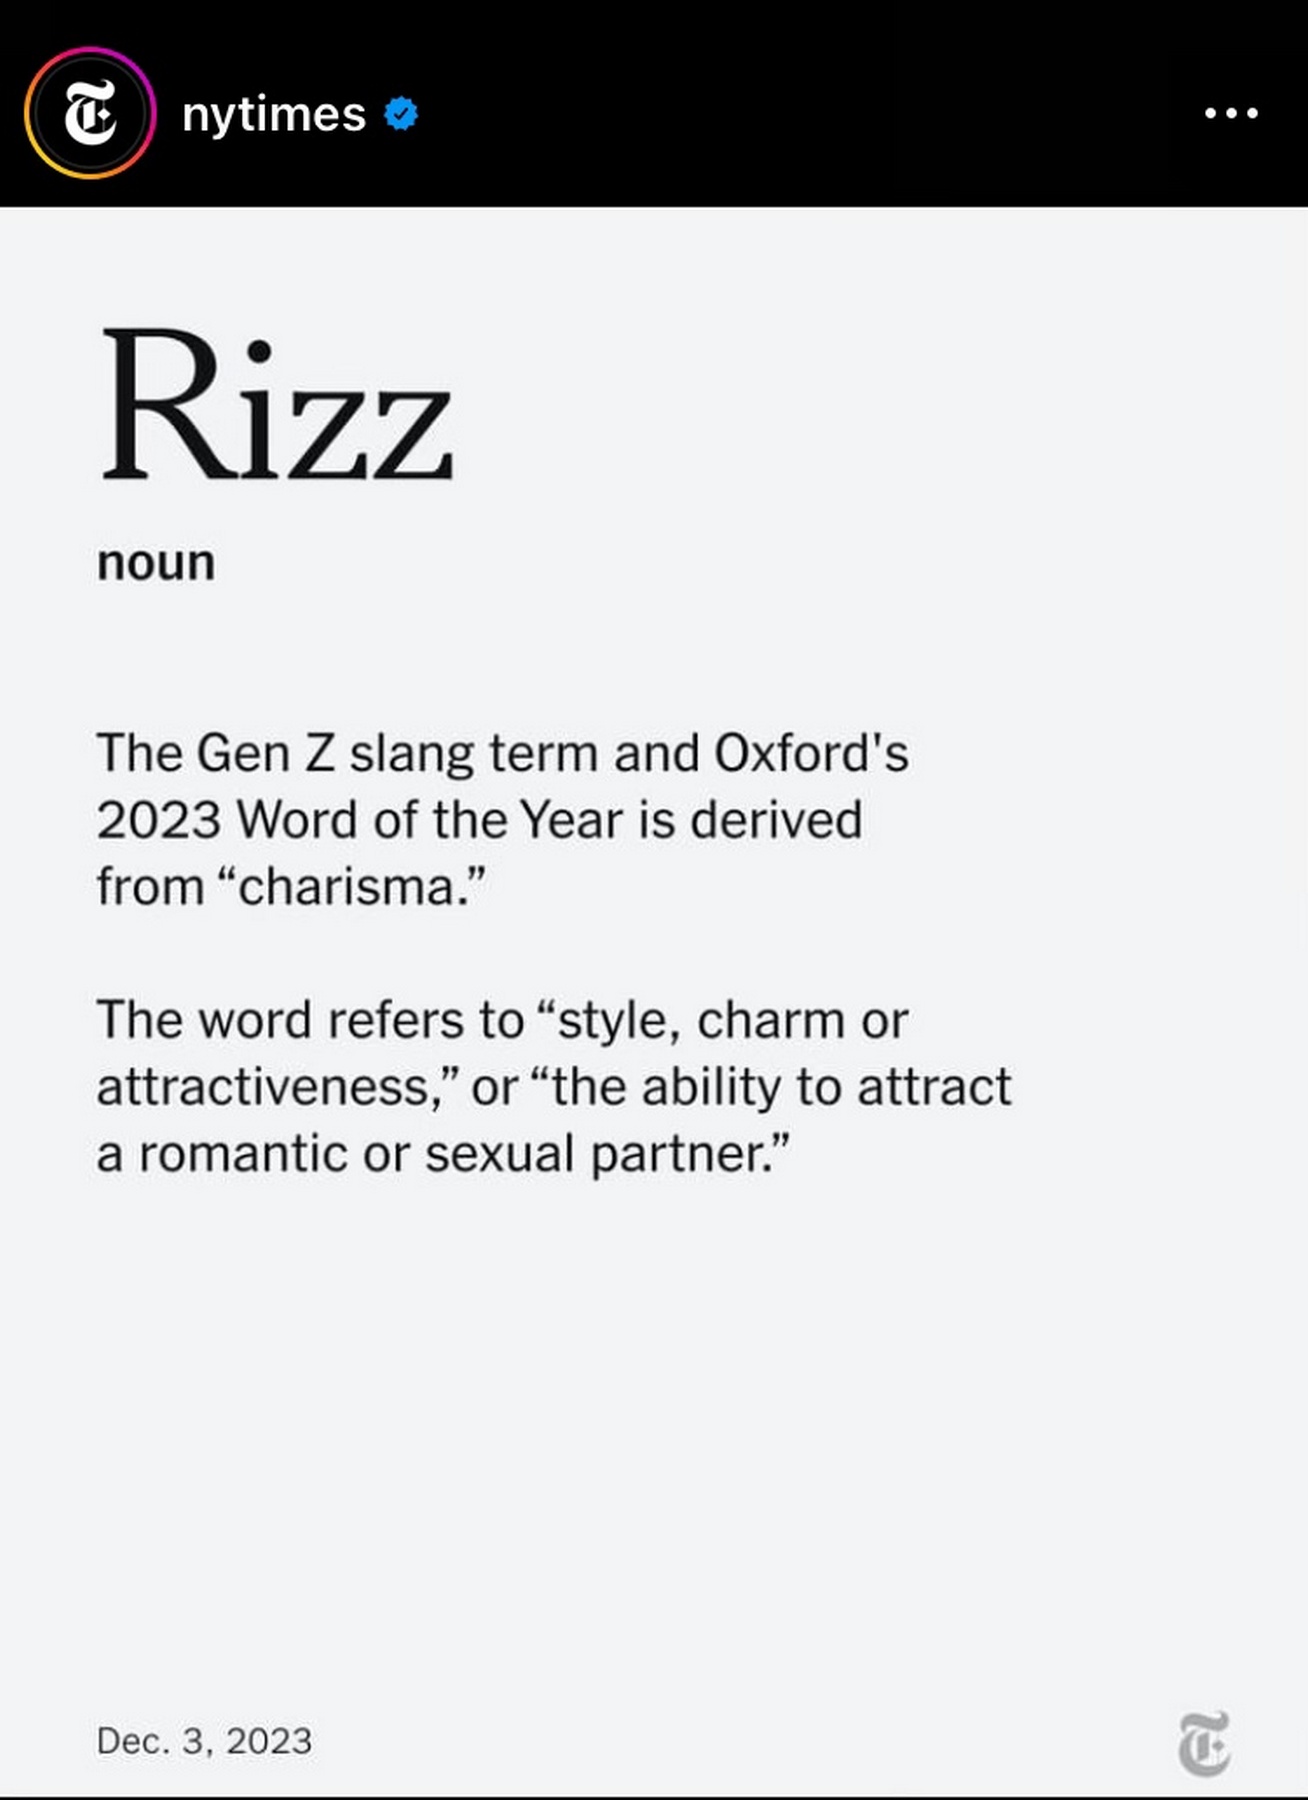 nytimes
Rizz
noun
The Gen Z slang term and Oxford's
2023 Word of the Year is derived
from “charisma.”
The word refers to “style, charm or
attractiveness,” or “the ability to attract
a romantic or sexual partner.”
Dec. 3, 2023